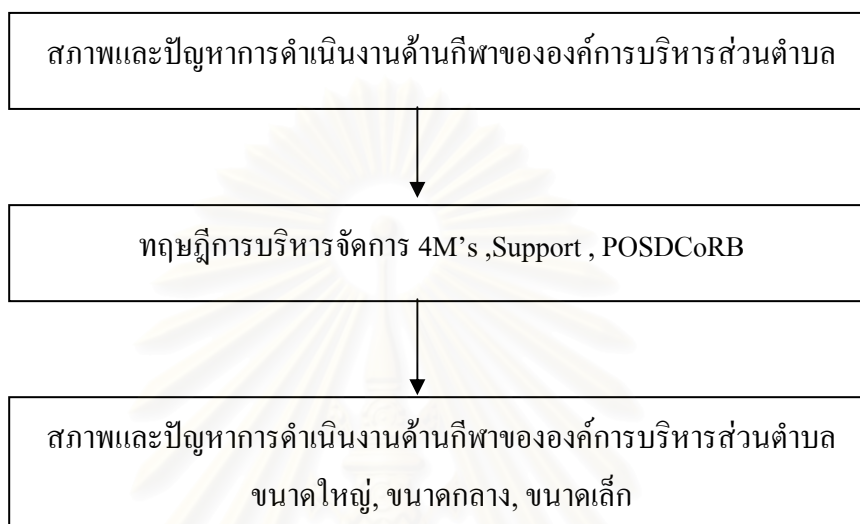 สภาพและปัญหาการดำเนินงานด้านกีฬาขององค์การบริหารส่วนตำบล
ทฤษฎีการบริหารจัดการ 4M’s ,Support , POSDCoRB
สภาพและปัญหาการดำเนินงานด้านกีฬาขององค์การบริหารส่วนตำบล
ขนาดใหญ่, ขนาดกลาง, ขนาดเล็ก